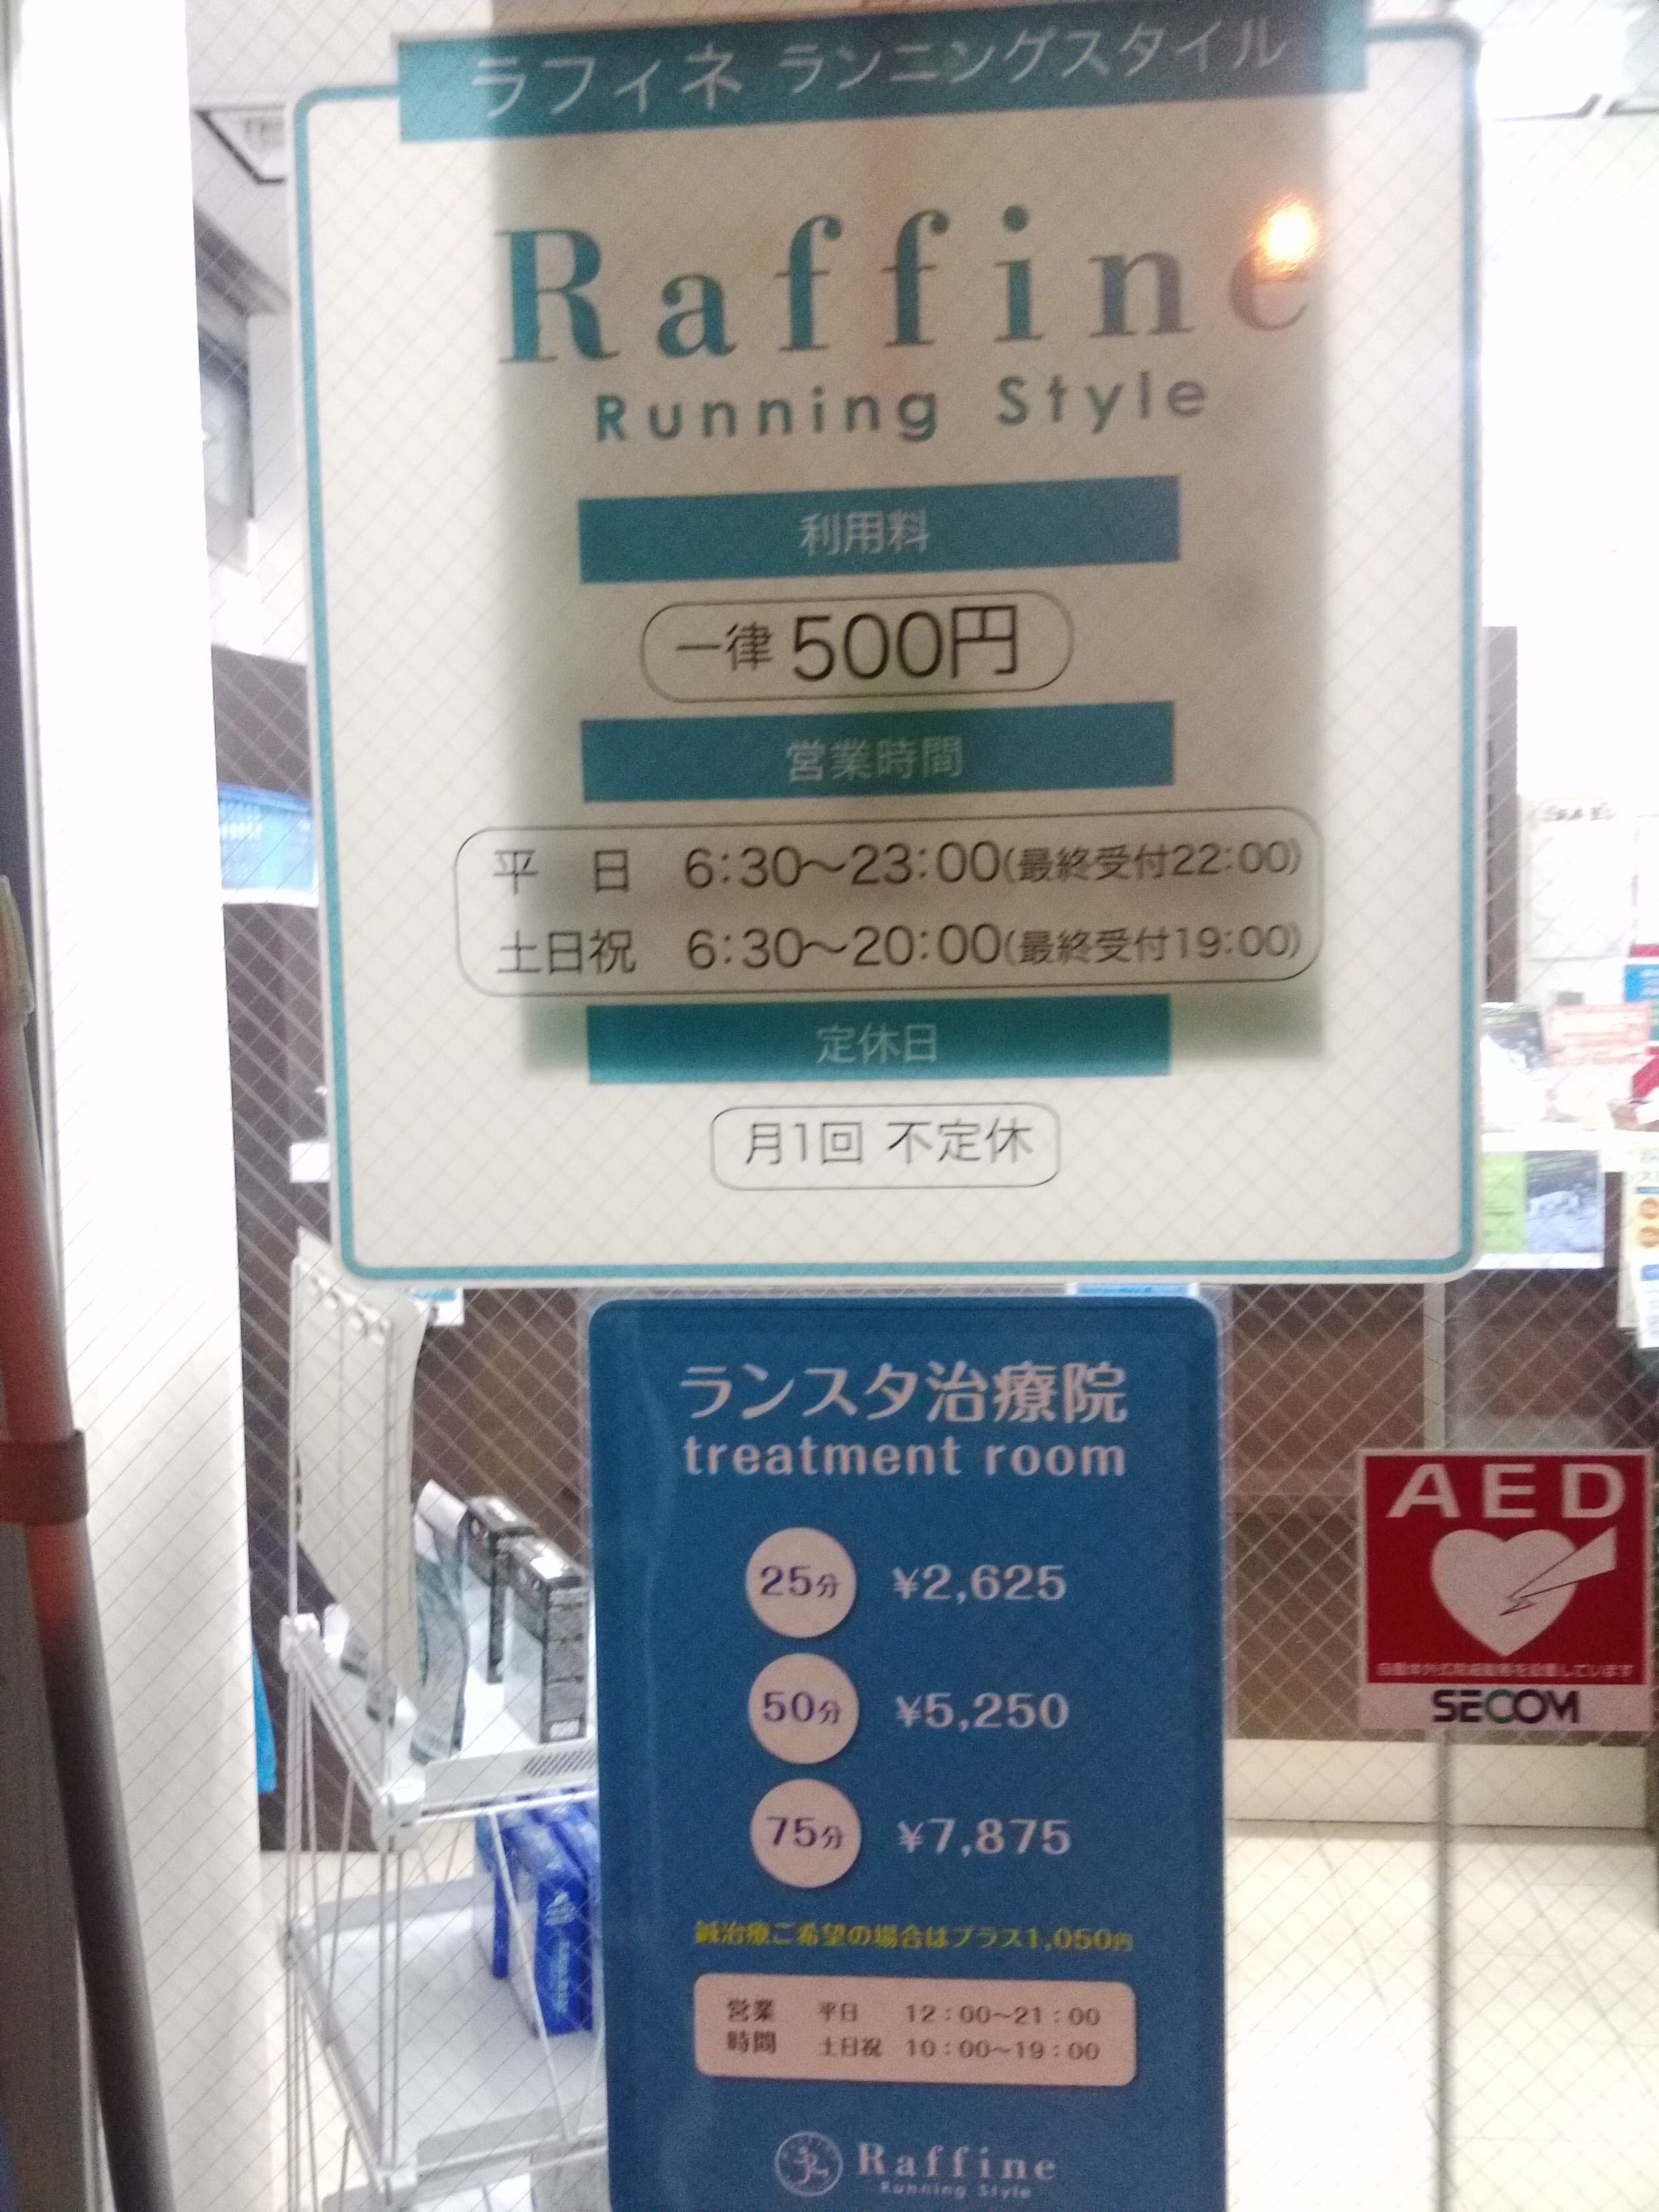 ラフィネ ランニングスタイル
Raffine
Running Style
利用料
一律 500円
営業時間
平 日 6:30～23:00(最終受付22:00)
土日祝 6:30～20:00(最終受付19:00)
定休日
月1回 不定休
ランスタ治療院
treatment room
25分 ¥2,625
50分 ¥5,250
75分 ¥7,875
鍼治療ご希望の場合はプラス1,050円
営業時間 平日 12:00～21:00
土日祝 10:00～19:00
Raffine
Running Style
AED
SECOM